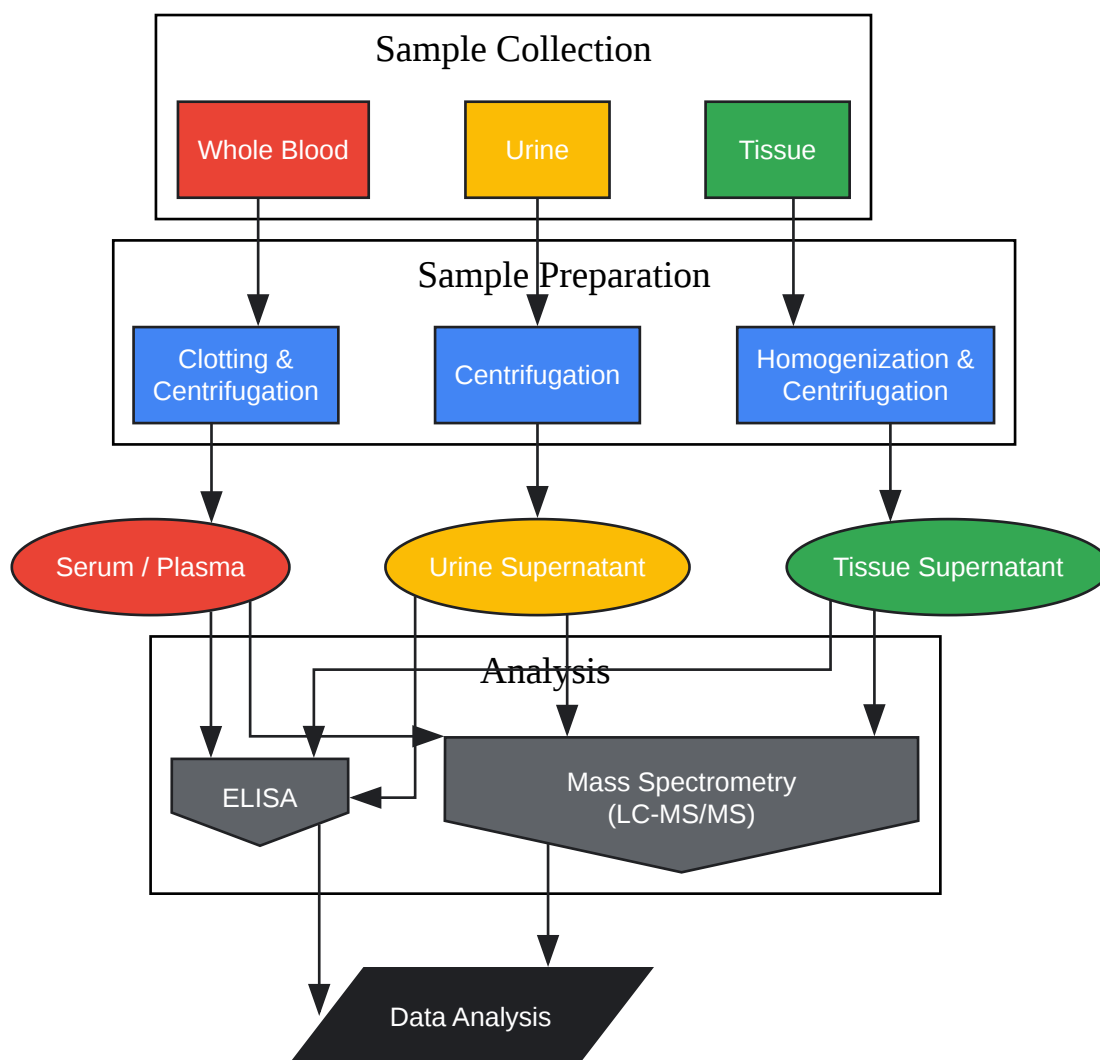 Sample Collection
Whole Blood
Urine
Tissue
Sample Preparation
Clotting &
Centrifugation
Centrifugation
Homogenization &
Centrifugation
Serum / Plasma
Urine Supernatant
Tissue Supernatant
Analysis
ELISA
Mass Spectrometry
(LC-MS/MS)
Data Analysis